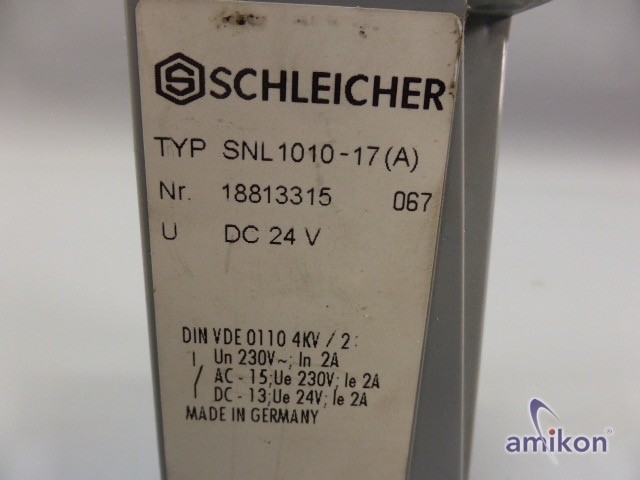 SCHLEICHER
TYP SNL1010-17(A)
Nr. 18813315 067
U DC 24 V
DIN VDE 0110 4KV / 2
Un 230V~; In 2A
AC - 15; Ue 230V; Ie 2A
DC - 13; Ue 24V; Ie 2A
MADE IN GERMANY
amikon